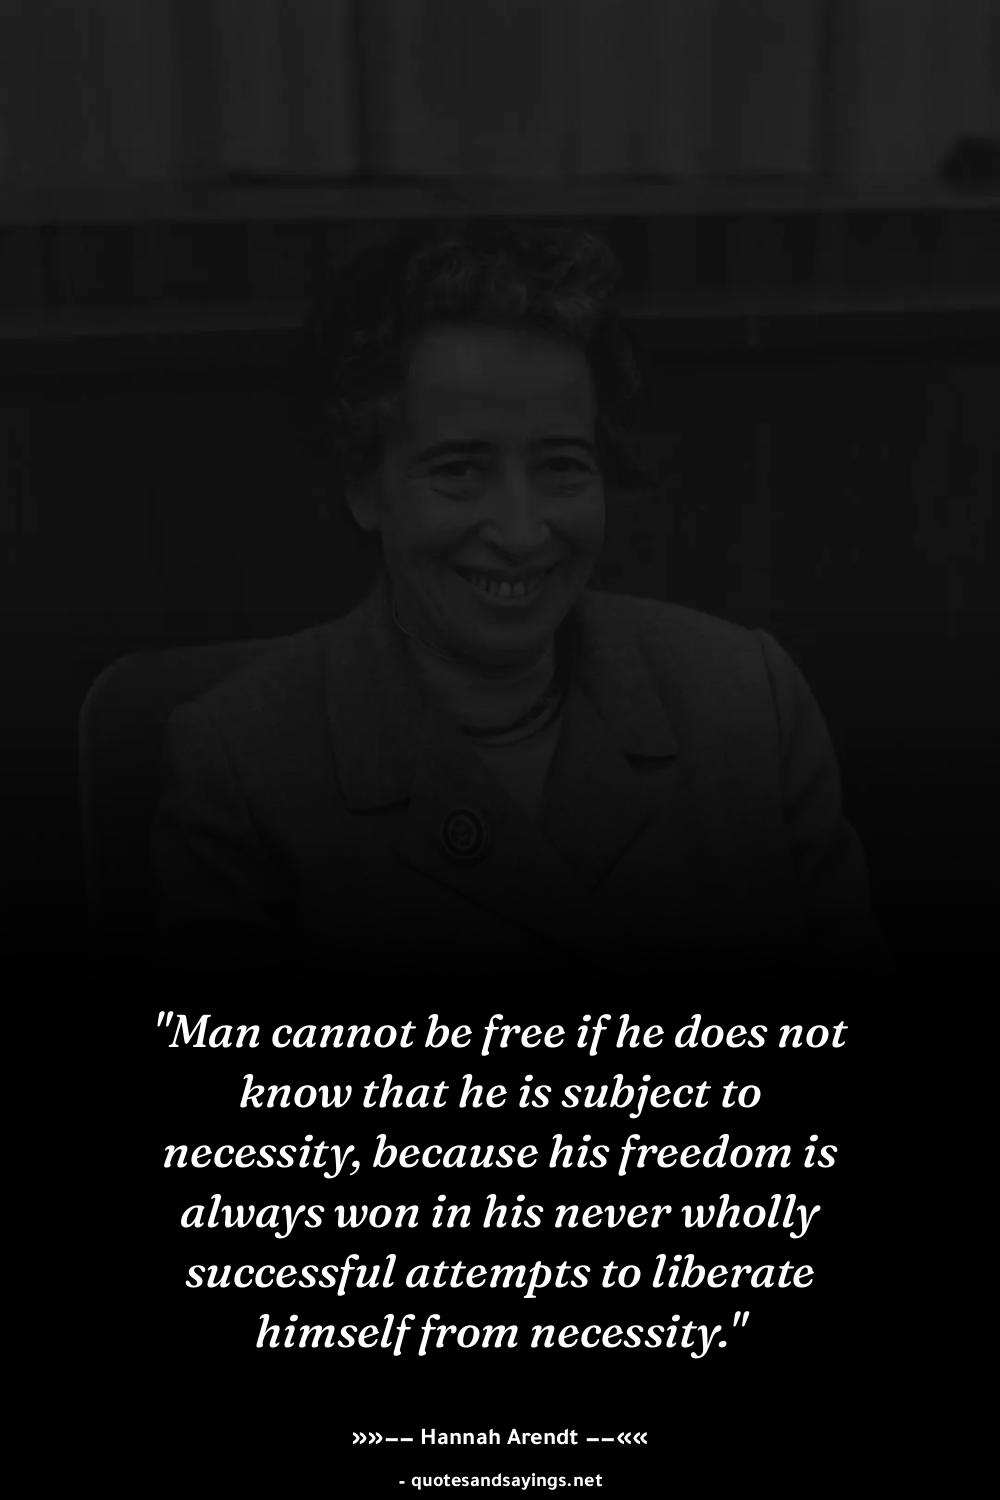 "Man cannot be free if he does not
know that he is subject to
necessity, because his freedom is
always won in his never wholly
successful attempts to liberate
himself from necessity."
»»−− Hannah Arendt −−««
- quotesandsayings.net